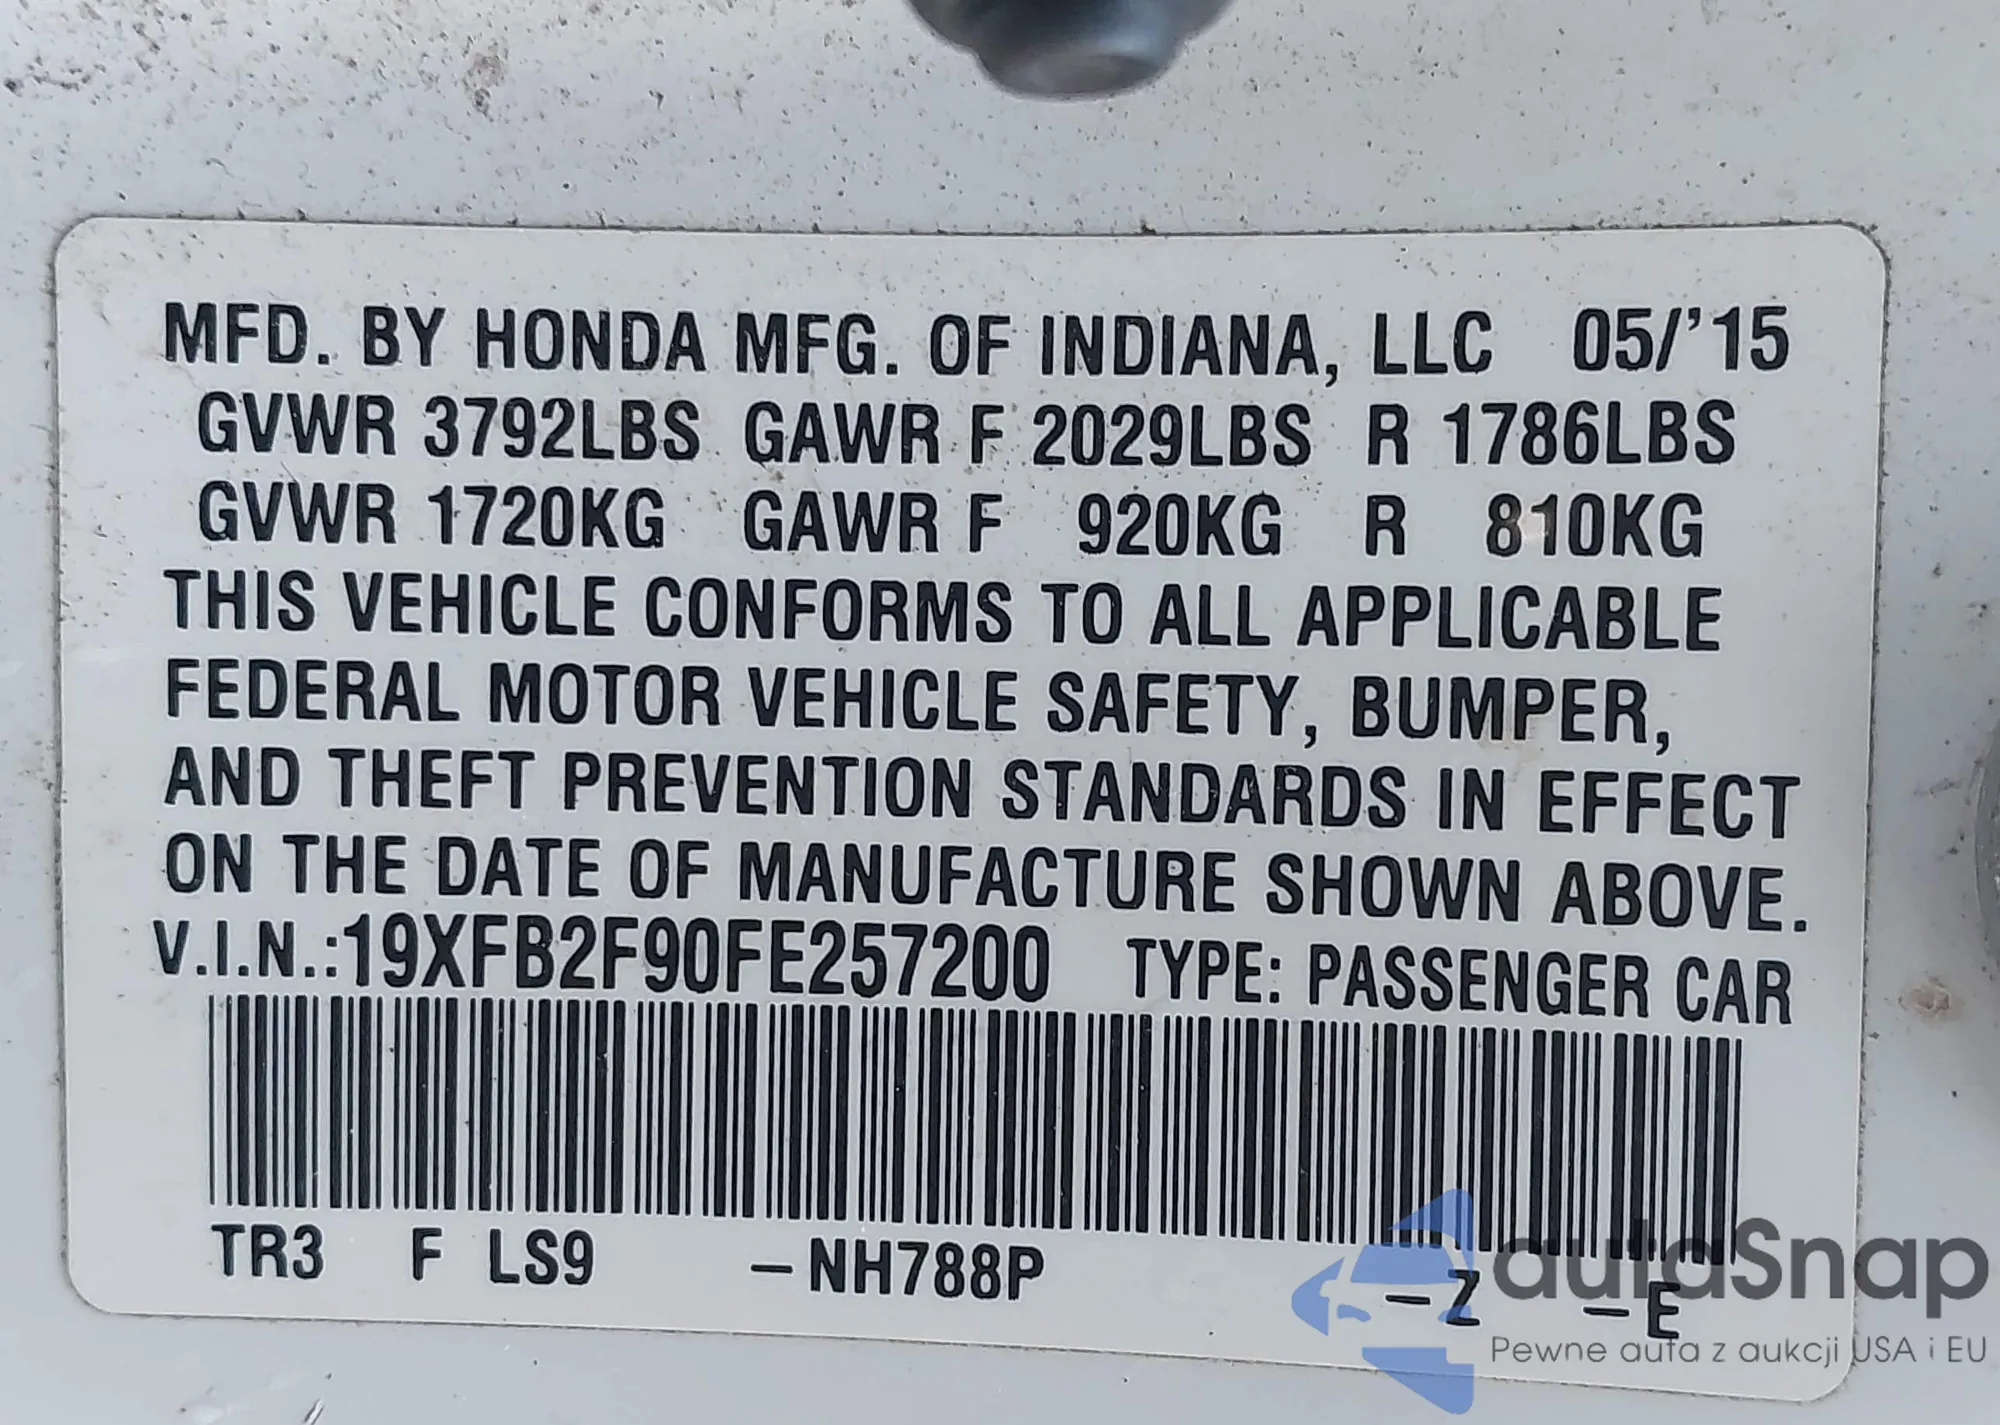 MFD. BY HONDA MFG. OF INDIANA, LLC 05/'15
GVWR 3792LBS GAWR F 2029LBS R 1786LBS
GVWR 1720KG GAWR F 920KG R 810KG
THIS VEHICLE CONFORMS TO ALL APPLICABLE
FEDERAL MOTOR VEHICLE SAFETY, BUMPER,
AND THEFT PREVENTION STANDARDS IN EFFECT
ON THE DATE OF MANUFACTURE SHOWN ABOVE.
V.I.N.:19XFB2F90FE257200 TYPE: PASSENGER CAR
TR3 F LS9 –NH788P –Z –E
autaSnap
Pewne auta z aukcji USA i EU